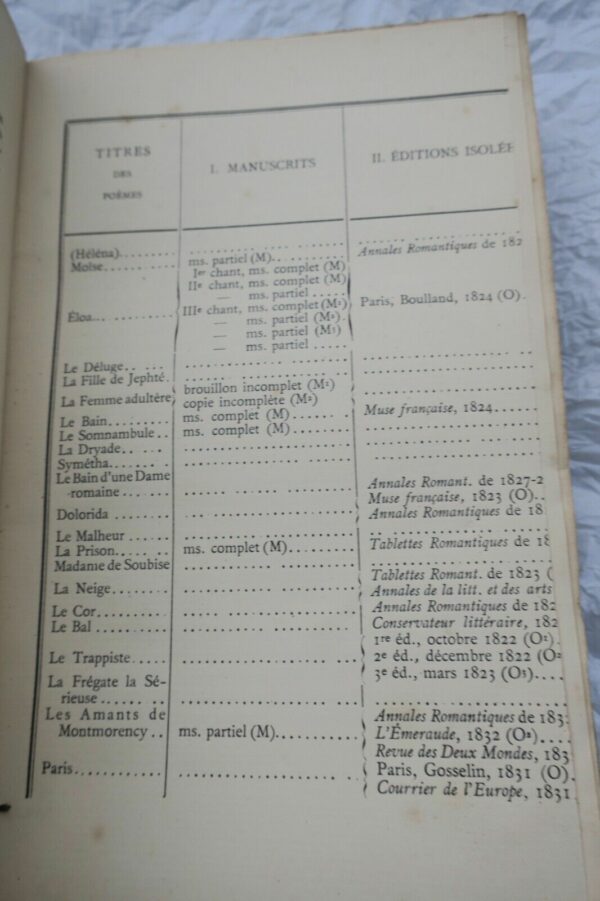 TITRES
DES
POÈMES
I. MANUSCRITS
II. ÉDITIONS ISOLÉE
(Héléna)..... .. ......... ........
Moïse............ ms. partiel (M)........... Annales Romantiques de 182
Ier chant, ms. complet (M)
IIe chant, ms. complet (M)
— ms. partiel .....
Éloa... ......... IIIe chant, ms. complet (M²) Paris, Boulland, 1824 (O).
— ms. partiel (M²).
— ms. partiel (M¹)
— ms. partiel .....
Le Déluge.. .. ..
La Fille de Jephté.
La Femme adultère brouillon incomplet (M¹)
copie incomplète (M²)
Le Bain......... ms. complet (M)....... . Muse française, 1824......
Le Somnambule.. ms. complet (M)........
La Dryade.. .....
Symétha.......
Le Bain d'une Dame
romaine ...... Annales Romant. de 1827-2
Dolorida ........ Muse française, 1823 (O)..
Annales Romantiques de 18
Le Malheur ......
La Prison......... ms. complet (M)......... Tablettes Romantiques de 18
Madame de Soubise
La Neige......... Tablettes Romant. de 1823 (
Annales de la litt. et des arts
Le Cor.......... Annales Romantiques de 182
Le Bal .......... Conservateur littéraire, 182
1re éd., octobre 1822 (O¹).
Le Trappiste..... 2e éd., décembre 1822 (O²
3e éd., mars 1823 (O³)....
La Frégate la Sé-
rieuse..........
Les Amants de
Montmorency .. ms. partiel (M)......... Annales Romantiques de 183
L'Émeraude, 1832 (O²)....
Revue des Deux Mondes, 183
Paris............ Paris, Gosselin, 1831 (O).
Courrier de l'Europe, 1831